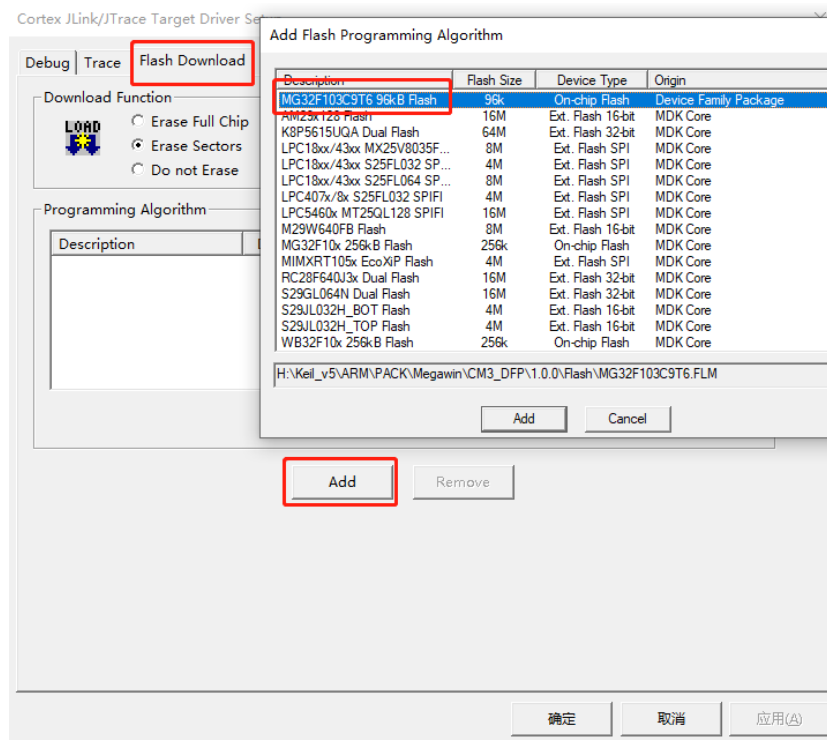 Cortex JLink/JTrace Target Driver Se
Debug Trace Flash Download
Download Function
LOAD
Erase Full Chip
Erase Sectors
Do not Erase
Programming Algorithm
Description
Add Remove
确定 取消 应用(A)
Add Flash Programming Algorithm
Description Flash Size Device Type Origin
MG32F103C9T6 96kB Flash 96k On-chip Flash Device Family Package
AM29x128 Flash 16M Ext. Flash 16-bit MDK Core
K8P5615UQA Dual Flash 64M Ext. Flash 32-bit MDK Core
LPC18xx/43xx MX25V8035F... 8M Ext. Flash SPI MDK Core
LPC18xx/43xx S25FL032 SP... 4M Ext. Flash SPI MDK Core
LPC18xx/43xx S25FL064 SP... 8M Ext. Flash SPI MDK Core
LPC407x/8x S25FL032 SPIFI 4M Ext. Flash SPI MDK Core
LPC5460x MT25QL128 SPIFI 16M Ext. Flash SPI MDK Core
M29W640FB Flash 8M Ext. Flash 16-bit MDK Core
MG32F10x 256kB Flash 256k On-chip Flash MDK Core
MIMXRT105x EcoXiP Flash 4M Ext. Flash SPI MDK Core
RC28F640J3x Dual Flash 16M Ext. Flash 32-bit MDK Core
S29GL064N Dual Flash 16M Ext. Flash 32-bit MDK Core
S29JL032H_BOT Flash 4M Ext. Flash 16-bit MDK Core
S29JL032H_TOP Flash 4M Ext. Flash 16-bit MDK Core
WB32F10x 256kB Flash 256k On-chip Flash MDK Core
H:\Keil_v5\ARM\PACK\Megawin\CM3_DFP\1.0.0\Flash\MG32F103C9T6.FLM
Add Cancel